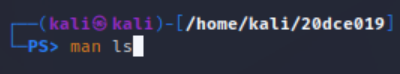 ┌──(kali㉿kali)-[/home/kali/20dce019]
└─PS> man ls